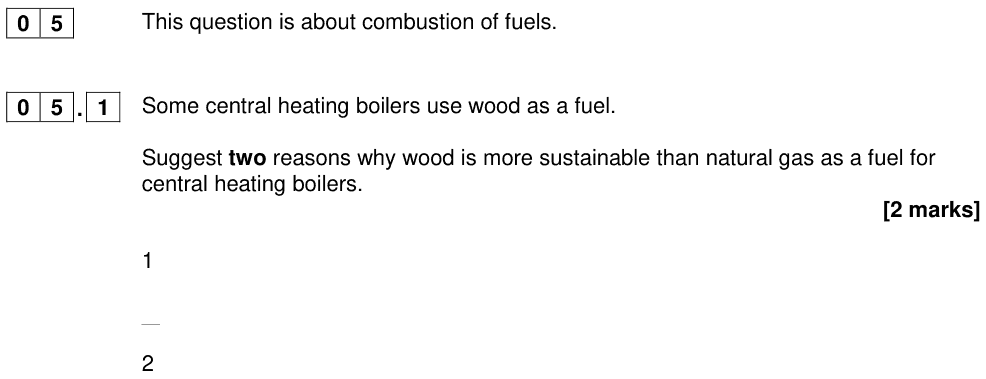 0 5 This question is about combustion of fuels.
0 5 . 1 Some central heating boilers use wood as a fuel.
Suggest two reasons why wood is more sustainable than natural gas as a fuel for
central heating boilers.
[2 marks]
1
2